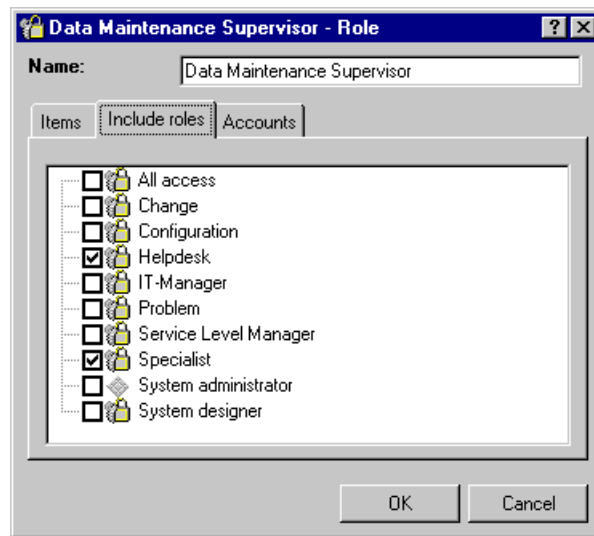 Data Maintenance Supervisor - Role
Name: Data Maintenance Supervisor
Items Include roles Accounts
All access
Change
Configuration
Helpdesk
IT-Manager
Problem
Service Level Manager
Specialist
System administrator
System designer
OK Cancel